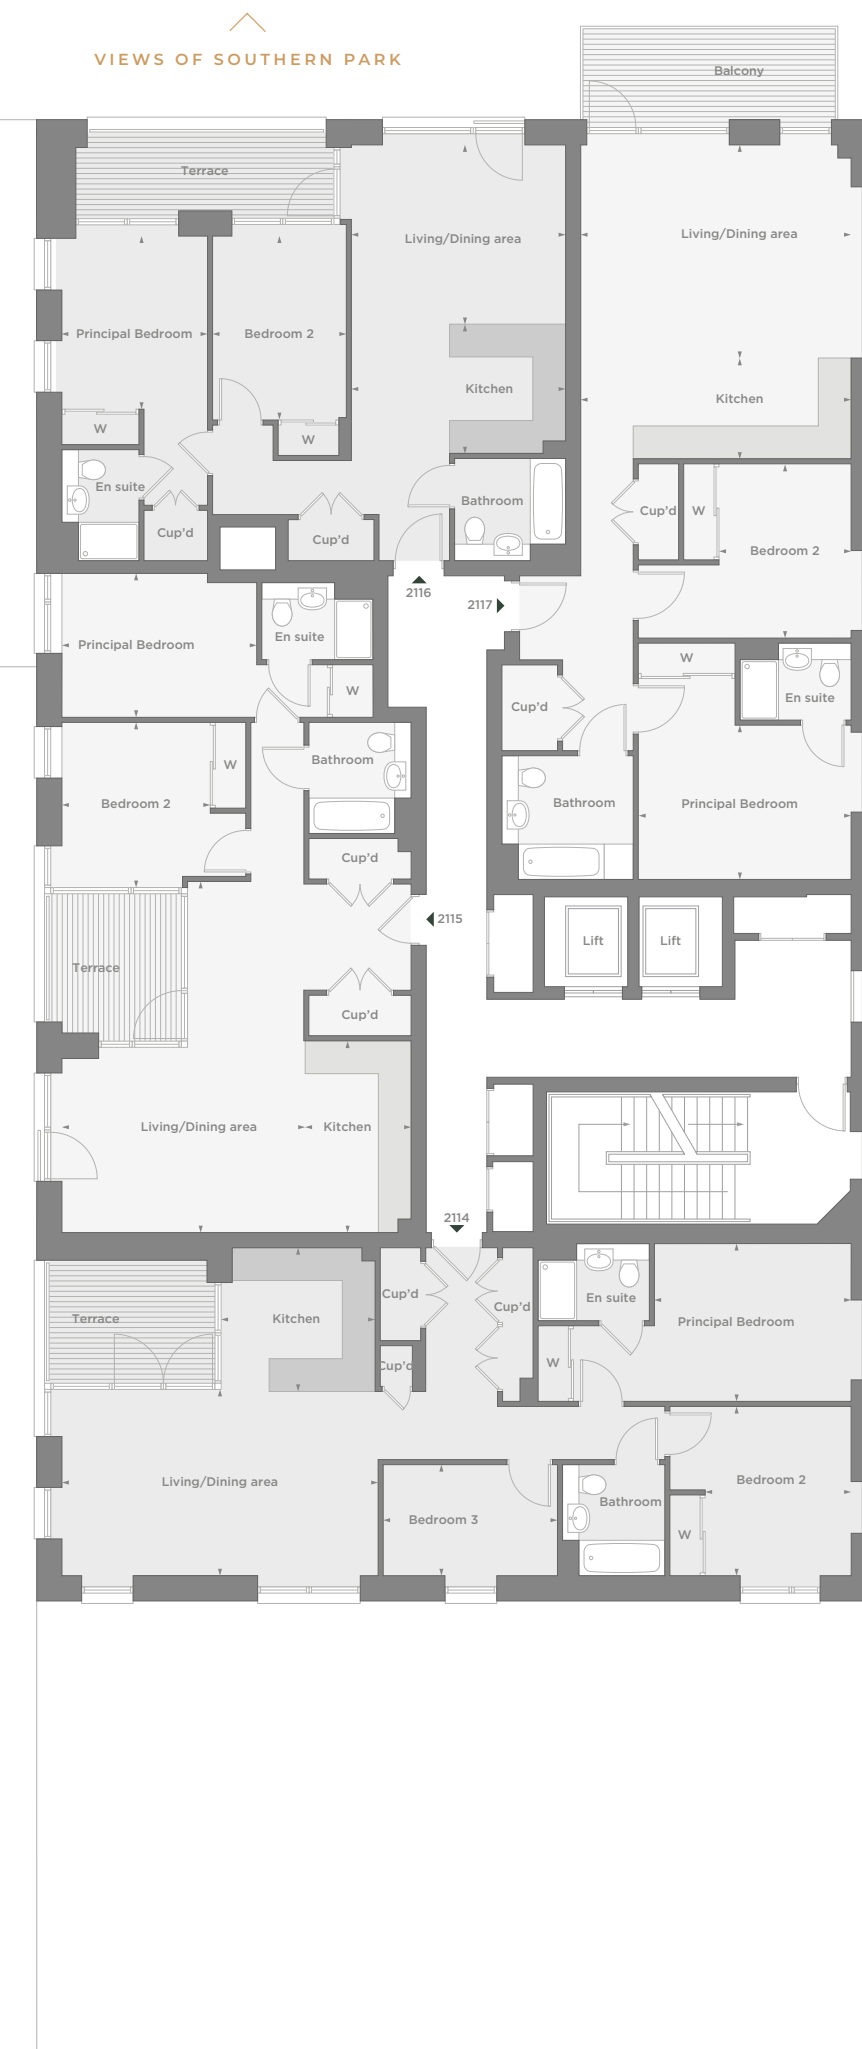 VIEWS OF SOUTHERN PARK
Balcony
Terrace
Living/Dining area
Living/Dining area
Principal Bedroom
Bedroom 2
Kitchen
Kitchen
W
W
En suite
Bathroom
Cup'd
W
Cup'd
Cup'd
Bedroom 2
2116
2117
Principal Bedroom
En suite
W
W
En suite
Cup'd
Bathroom
W
Bedroom 2
Bathroom
Principal Bedroom
Cup'd
2115
Lift
Lift
Terrace
Cup'd
Living/Dining area
Kitchen
2114
Cup'd
En suite
Cup'd
Terrace
Kitchen
Principal Bedroom
Cup'd
W
Living/Dining area
Bedroom 2
Bathroom
Bedroom 3
W